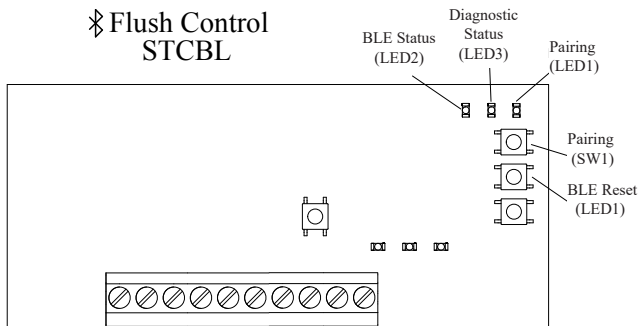 Flush Control
STCBL
BLE Status
(LED2)
Diagnostic
Status
(LED3)
Pairing
(LED1)
Pairing
(SW1)
BLE Reset
(LED1)